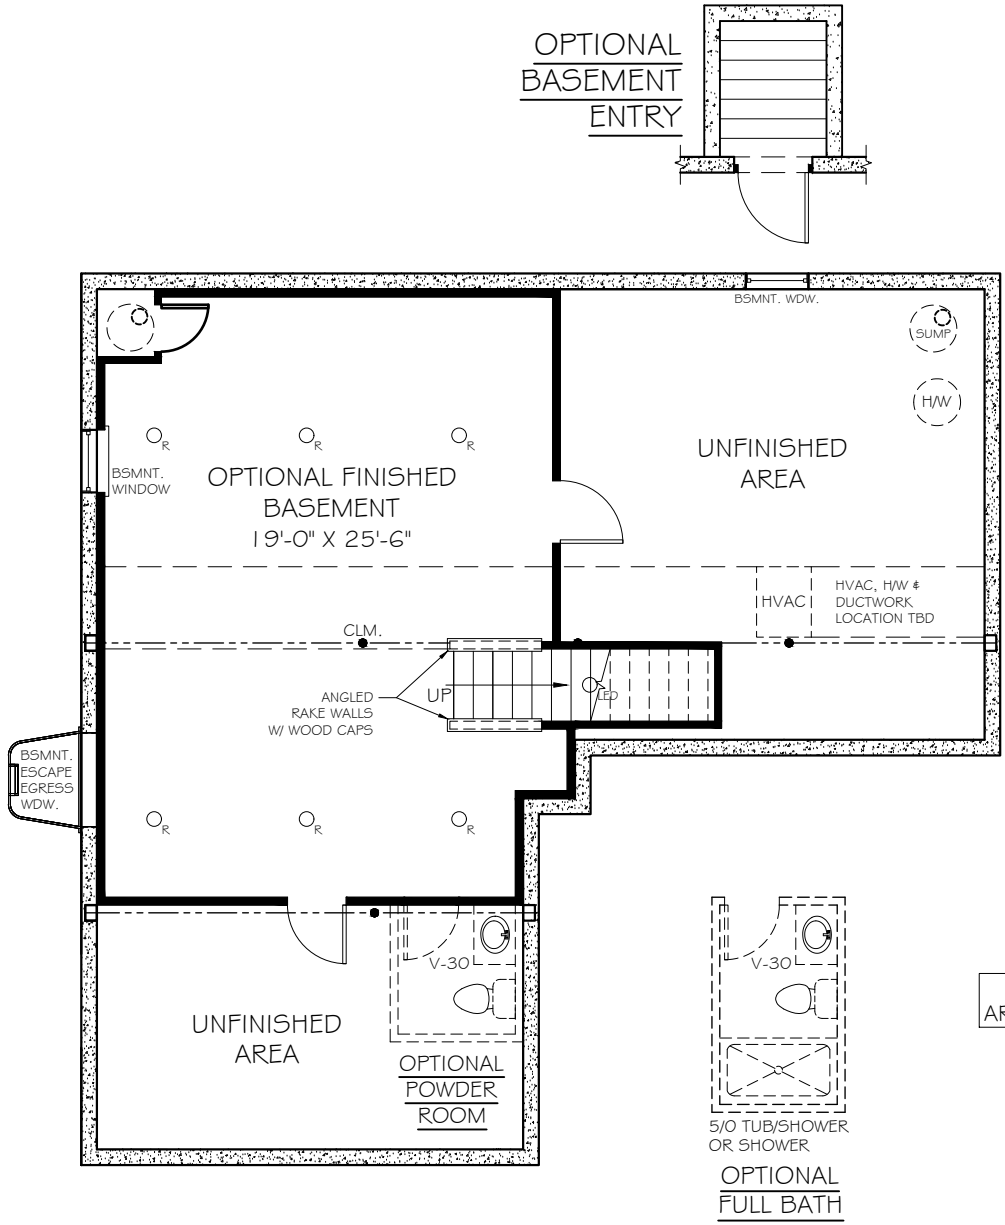 OPTIONAL
BASEMENT
ENTRY
BSMNT. WDW.
SUMP
H/W
R
R
R
BSMNT.
WINDOW
OPTIONAL FINISHED
BASEMENT
19'-0" X 25'-6"
UNFINISHED
AREA
HVAC
HVAC, H/W &
DUCTWORK
LOCATION TBD
CLM.
UP
LED
ANGLED
RAKE WALLS
W/ WOOD CAPS
BSMNT.
ESCAPE
EGRESS
WDW.
R
R
R
V-30
UNFINISHED
AREA
OPTIONAL
POWDER
ROOM
V-30
5/0 TUB/SHOWER
OR SHOWER
OPTIONAL
FULL BATH